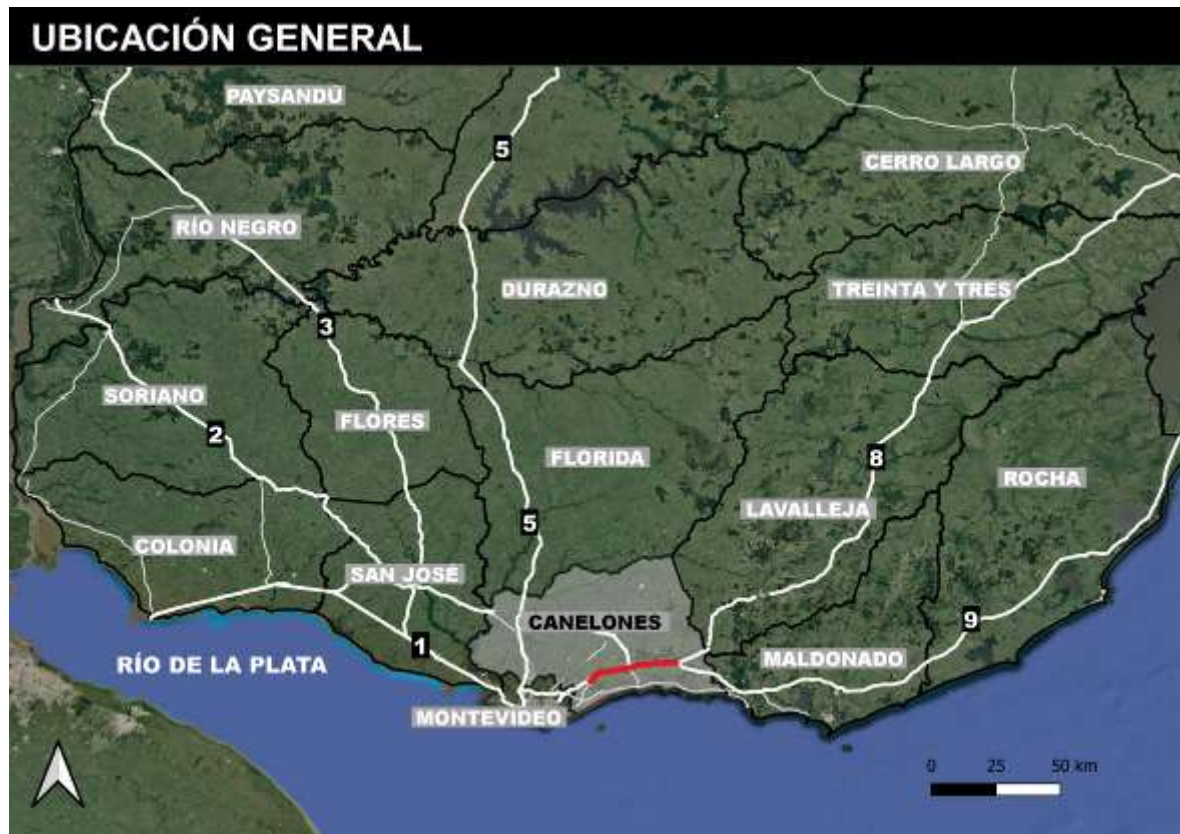 UBICACIÓN GENERAL
PAYSANDÚ
5
CERRO LARGO
RÍO NEGRO
DURAZNO
TREINTA Y TRES
3
SORIANO
FLORES
2
FLORIDA
8
ROCHA
LAVALLEJA
5
COLONIA
SAN JOSE
CANELONES
9
1
MALDONADO
RÍO DE LA PLATA
MONTEVIDEO
0 25 50 km